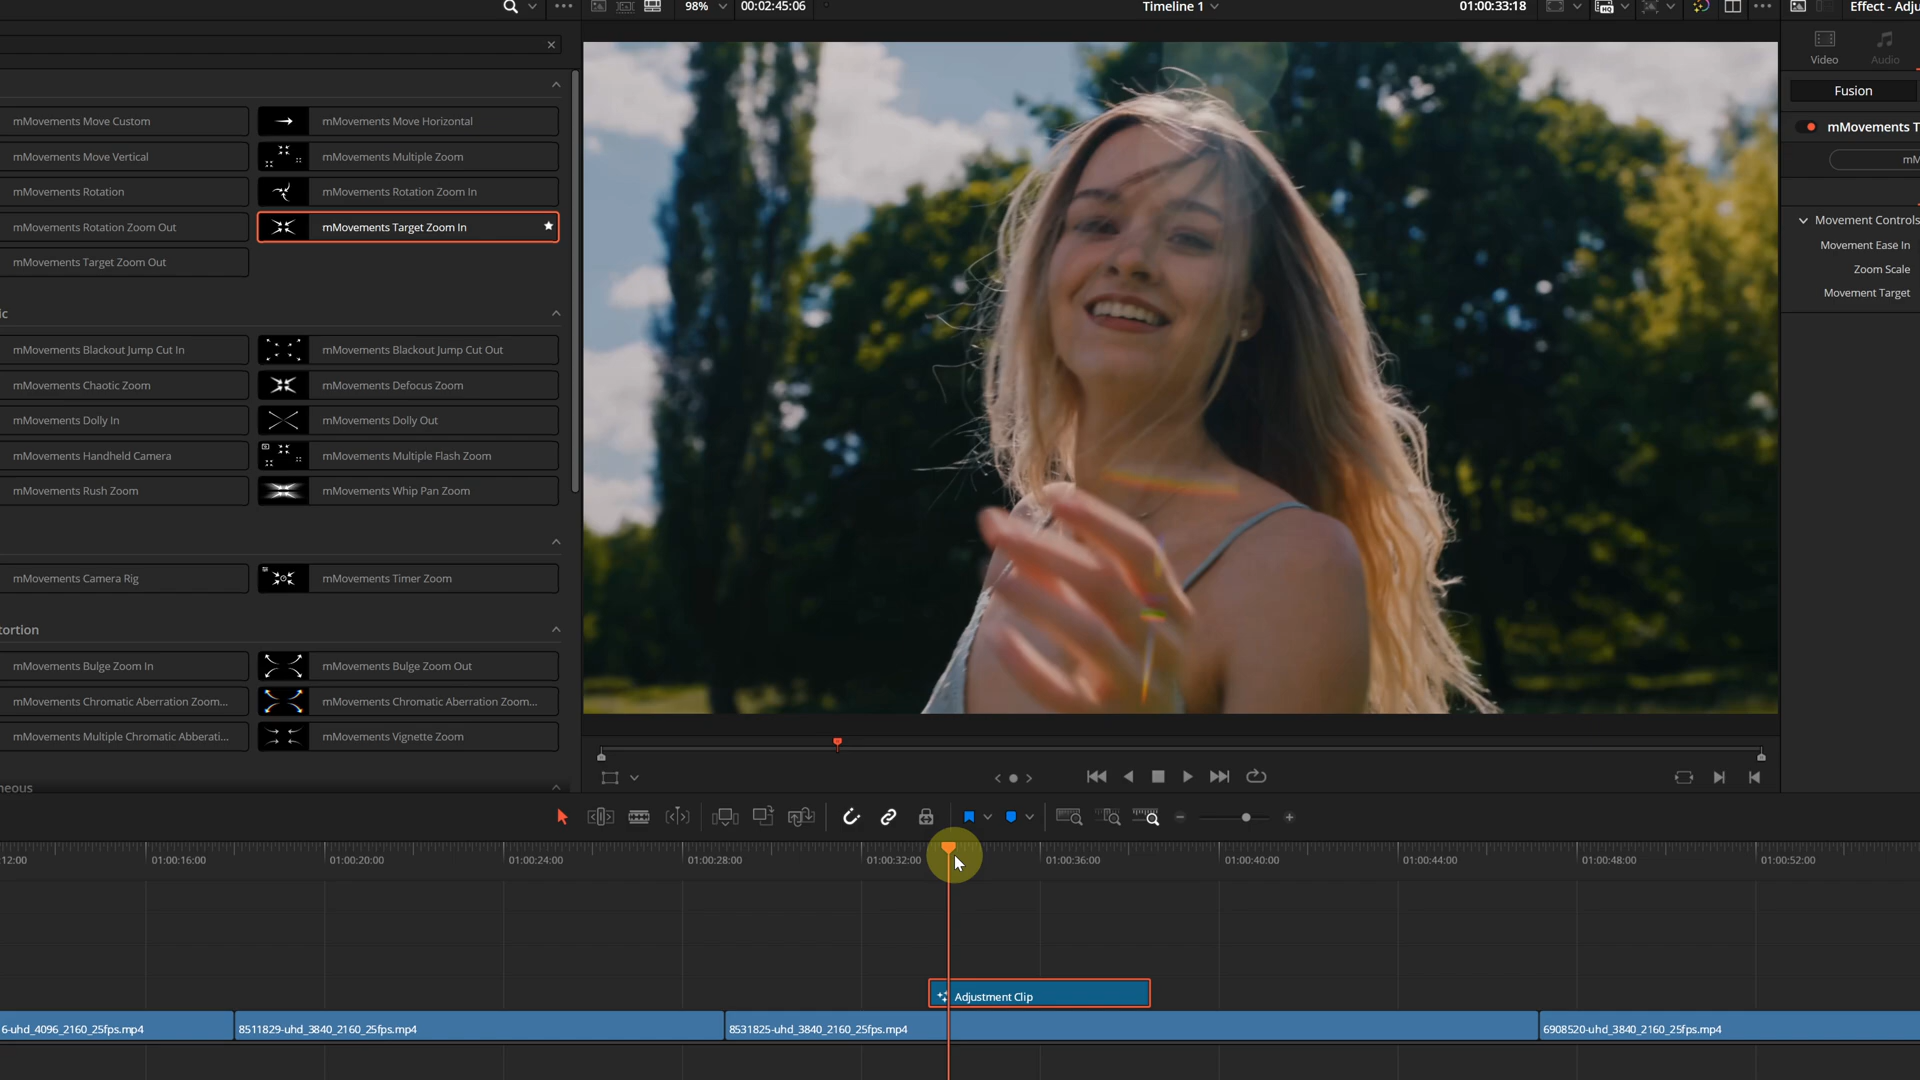 98%
00:02:45:06
Timeline 1
01:00:33:18
Effect - Adju
Video
Audio
Fusion
mMovements T
mM
Movement Controls
Movement Ease In
Zoom Scale
Movement Target
mMovements Move Custom
mMovements Move Horizontal
mMovements Move Vertical
mMovements Multiple Zoom
mMovements Rotation
mMovements Rotation Zoom In
mMovements Rotation Zoom Out
mMovements Target Zoom In
mMovements Target Zoom Out
ic
mMovements Blackout Jump Cut In
mMovements Blackout Jump Cut Out
mMovements Chaotic Zoom
mMovements Defocus Zoom
mMovements Dolly In
mMovements Dolly Out
mMovements Handheld Camera
mMovements Multiple Flash Zoom
mMovements Rush Zoom
mMovements Whip Pan Zoom
mMovements Camera Rig
mMovements Timer Zoom
tortion
mMovements Bulge Zoom In
mMovements Bulge Zoom Out
mMovements Chromatic Aberration Zoom...
mMovements Chromatic Aberration Zoom...
mMovements Multiple Chromatic Abberati...
mMovements Vignette Zoom
neous
12:00
01:00:16:00
01:00:20:00
01:00:24:00
01:00:28:00
01:00:32:00
01:00:36:00
01:00:40:00
01:00:44:00
01:00:48:00
01:00:52:00
Adjustment Clip
6-uhd_4096_2160_25fps.mp4
8511829-uhd_3840_2160_25fps.mp4
8531825-uhd_3840_2160_25fps.mp4
6908520-uhd_3840_2160_25fps.mp4